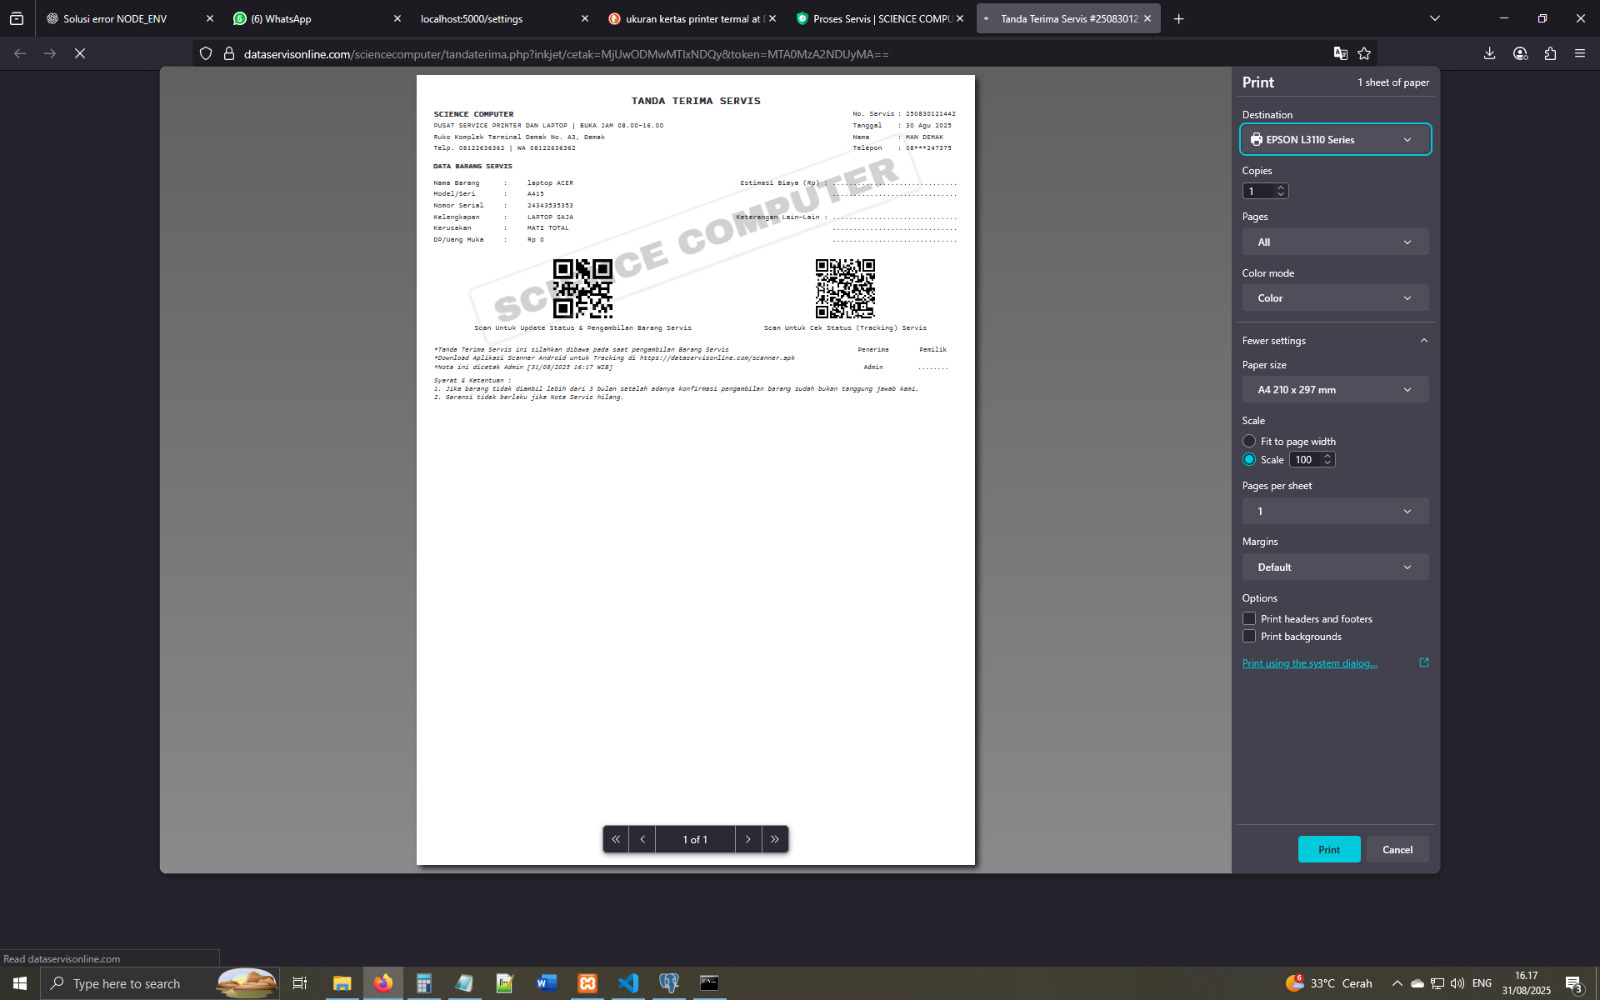 Solusi error NODE_ENV
(6) WhatsApp
localhost:5000/settings
ukuran kertas printer termal at
Proses Servis | SCIENCE COMPU
Tanda Terima Servis #25083012
dataservisonline.com/sciencecomputer/tandaterima.php?inkjet/cetak=MjUwODMwMTIxNDQy&token=MTA0MzA2NDUyMA==
TANDA TERIMA SERVIS
SCIENCE COMPUTER
PUSAT SERVICE PRINTER DAN LAPTOP | BUKA JAM 08.00-16.00
Ruko Komplek Terminal Demak No. A3, Demak
Telp. 08122636362 | WA 08122636362
No. Servis : 250830121442
Tanggal : 30 Agu 2025
Nama : MAN DEMAK
Telepon : 08***247375
DATA BARANG SERVIS
Nama Barang : laptop ACER
Model/Seri : A415
Nomor Serial : 24343535353
Kelengkapan : LAPTOP SAJA
Kerusakan : MATI TOTAL
DP/Uang Muka : Rp 0
Estimasi Biaya (Rp) : ...............................
...............................
Keterangan Lain-Lain : ...............................
...............................
...............................
SCIENCE COMPUTER
Scan Untuk Update Status & Pengambilan Barang Servis
Scan Untuk Cek Status (Tracking) Servis
*Tanda Terima Servis ini silahkan dibawa pada saat pengambilan Barang Servis
*Download Aplikasi Scanner Android untuk Tracking di https://dataservisonline.com/scanner.apk
*Nota ini dicetak Admin [31/08/2025 16:17 WIB]
Penerima Pemilik
Admin ........
Syarat & Ketentuan :
1. Jika barang tidak diambil lebih dari 3 bulan setelah adanya konfirmasi pengambilan barang sudah bukan tanggung jawab kami.
2. Garansi tidak berlaku jika Nota Servis hilang.
1 of 1
Print
1 sheet of paper
Destination
EPSON L3110 Series
Copies
1
Pages
All
Color mode
Color
Fewer settings
Paper size
A4 210 x 297 mm
Scale
Fit to page width
Scale 100
Pages per sheet
1
Margins
Default
Options
Print headers and footers
Print backgrounds
Print using the system dialog...
Print
Cancel
Read dataservisonline.com
Type here to search
33°C Cerah
ENG
16.17
31/08/2025
3